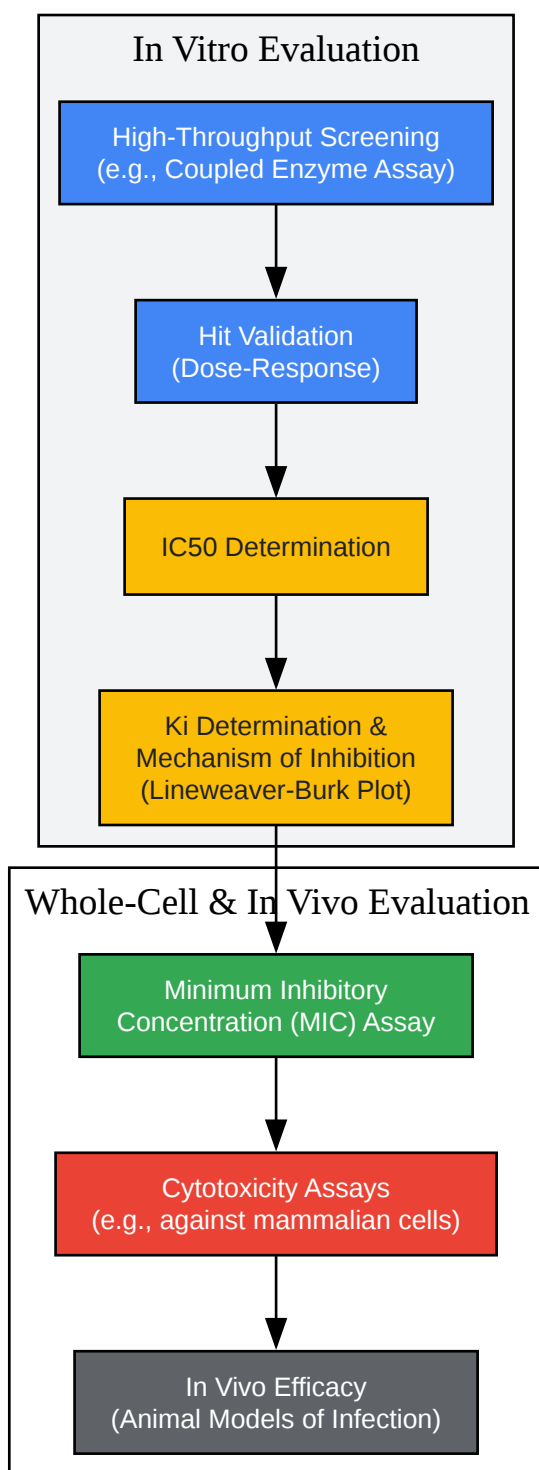 In Vitro Evaluation
High-Throughput Screening
(e.g., Coupled Enzyme Assay)
Hit Validation
(Dose-Response)
IC50 Determination
Ki Determination &
Mechanism of Inhibition
(Lineweaver-Burk Plot)
Whole-Cell & In Vivo Evaluation
Minimum Inhibitory
Concentration (MIC) Assay
Cytotoxicity Assays
(e.g., against mammalian cells)
In Vivo Efficacy
(Animal Models of Infection)